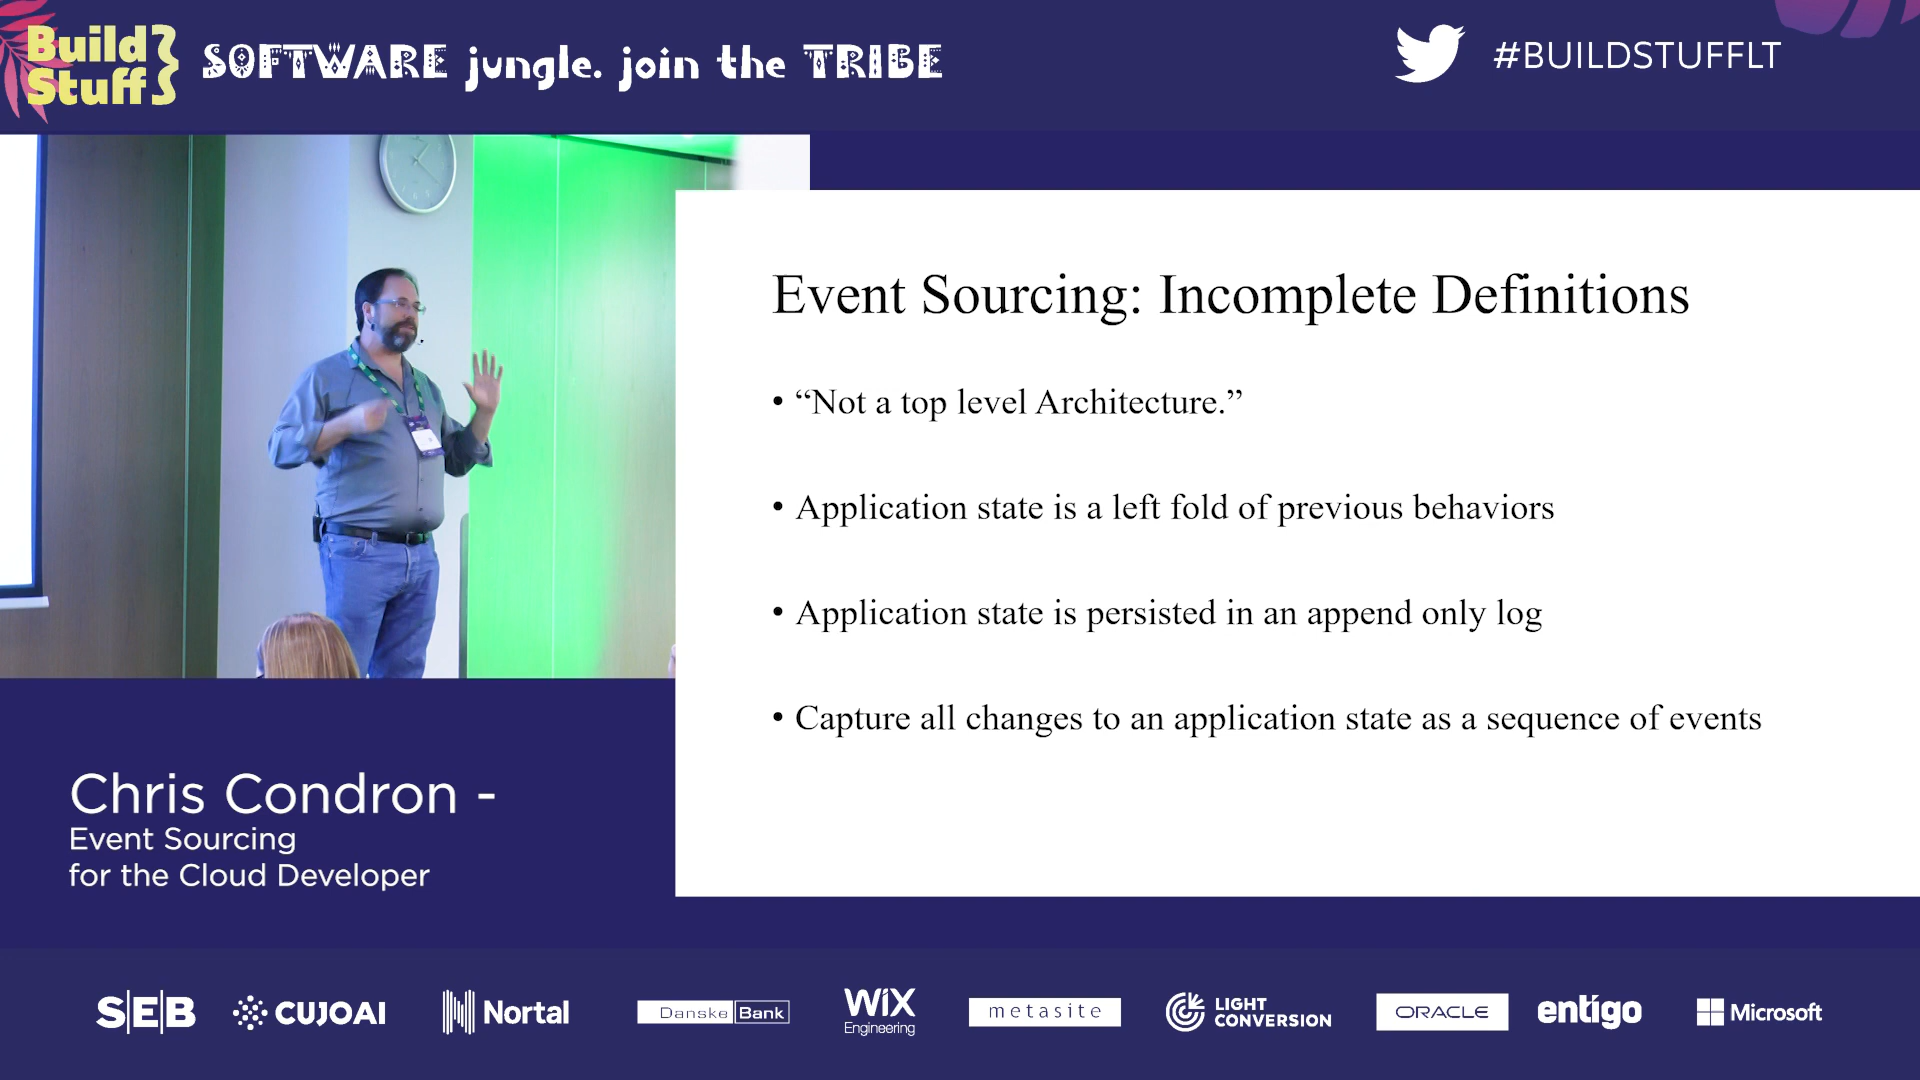 Build
Stuff
SOFTWARE jungle. join the TRIBE
#BUILDSTUFFLT
Event Sourcing: Incomplete Definitions
• “Not a top level Architecture.”
• Application state is a left fold of previous behaviors
• Application state is persisted in an append only log
• Capture all changes to an application state as a sequence of events
Chris Condron -
Event Sourcing
for the Cloud Developer
S|E|B
CUJOAI
Nortal
Danske Bank
WiX
Engineering
metasite
LIGHT
CONVERSION
ORACLE
entigo
Microsoft